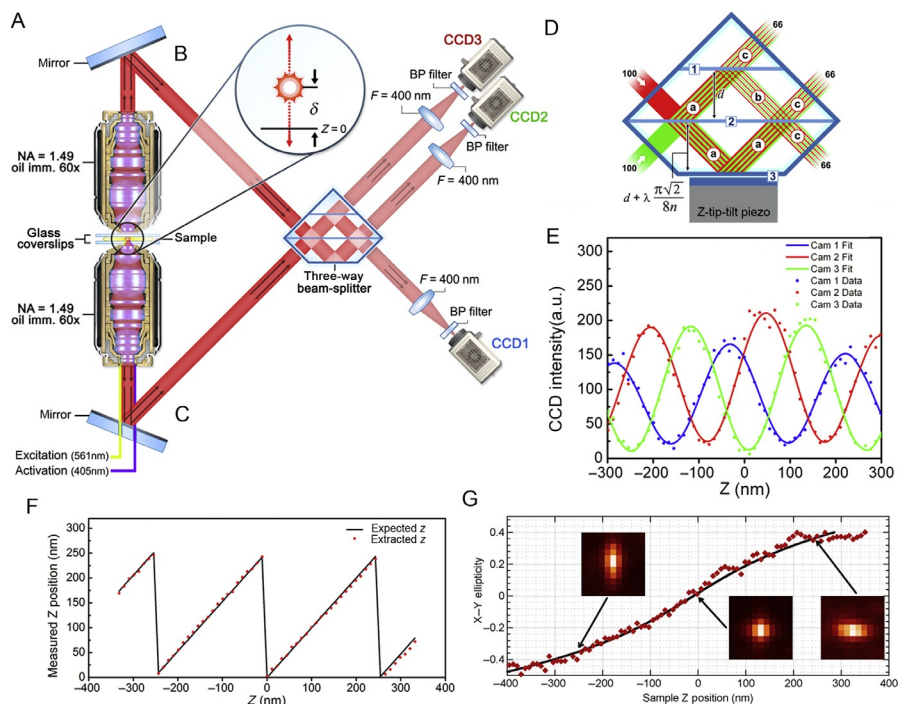 A
Mirror
B
δ
Z=0
CCD3
BP filter
F = 400 nm
CCD2
BP filter
F = 400 nm
NA = 1.49
oil imm. 60x
Glass
coverslips
Sample
Three-way
beam-splitter
F = 400 nm
BP filter
CCD1
NA = 1.49
oil imm. 60x
Mirror
C
Excitation (561nm)
Activation (405nm)
D
66
66
c
1
100
d
a
b
c
2
100
a
a
c
66
66
3
d + λ π√2
8n
Z-tip-tilt piezo
E
CCD intensity(a.u.)
300
250
200
150
100
50
0
Cam 1 Fit
Cam 2 Fit
Cam 3 Fit
Cam 1 Data
Cam 2 Data
Cam 3 Data
−300 −200 −100 0 100 200 300
Z (nm)
F
Measured Z position (nm)
300
250
200
150
100
50
0
Expected z
Extracted z
−400 −300 −200 −100 0 100 200 300 400
Z (nm)
G
X–Y ellipticity
0.4
0.2
0
−0.2
−0.4
−400 −300 −200 −100 0 100 200 300 400
Sample Z position (nm)